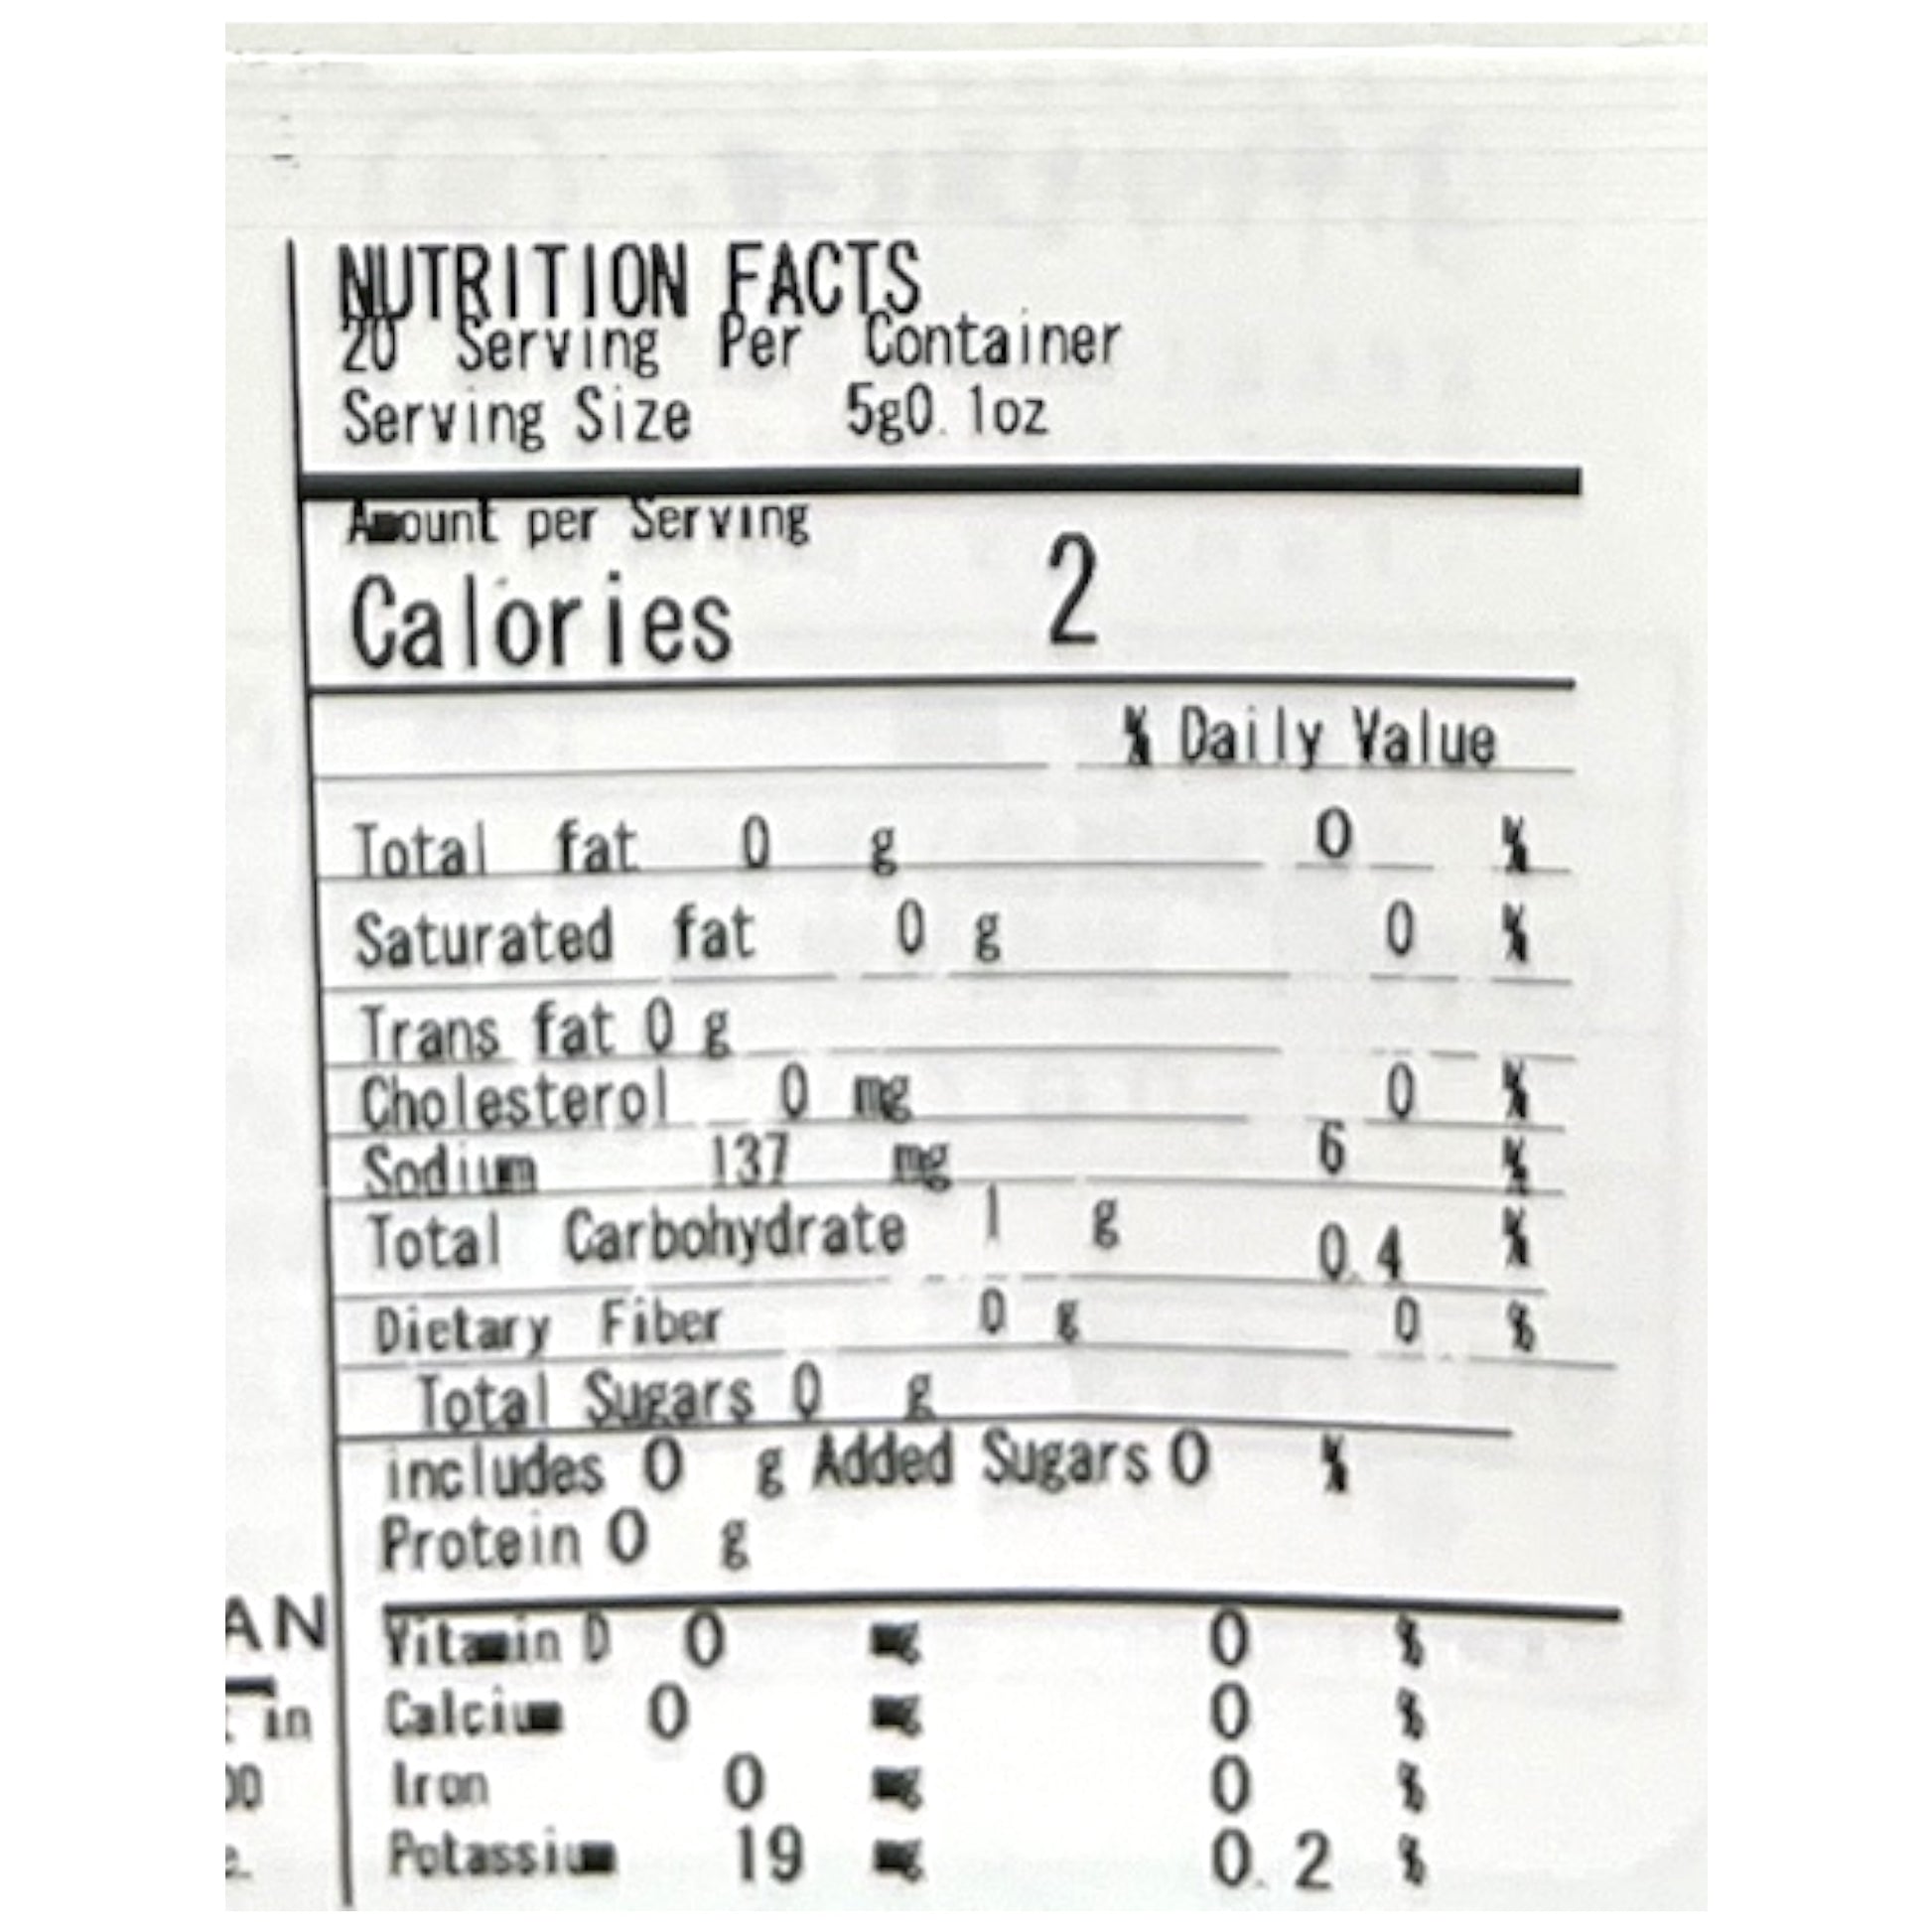 NUTRITION FACTS
20 Serving Per Container
Serving Size 5g0.1oz
Amount per Serving
Calories 2
% Daily Value
Total fat 0 g 0 %
Saturated fat 0 g 0 %
Trans fat 0 g
Cholesterol 0 mg 0 %
Sodium 137 mg 6 %
Total Carbohydrate 1 g 0.4 %
Dietary Fiber 0 g 0 %
Total Sugars 0 g
includes 0 g Added Sugars 0 %
Protein 0 g
AN
Vitamin D 0 0 %
in
Calcium 0 0 %
Iron 0 0 %
Potassium 19 0.2 %